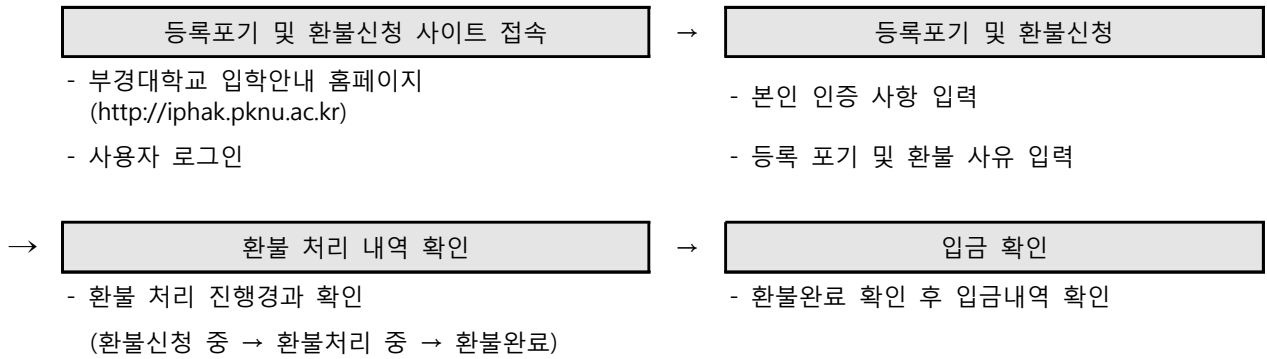 등록포기 및 환불신청 사이트 접속 → 등록포기 및 환불신청
- 부경대학교 입학안내 홈페이지
(http://iphak.pknu.ac.kr)
- 사용자 로그인
- 본인 인증 사항 입력
- 등록 포기 및 환불 사유 입력
→ 환불 처리 내역 확인 → 입금 확인
- 환불 처리 진행경과 확인
(환불신청 중 → 환불처리 중 → 환불완료)
- 환불완료 확인 후 입금내역 확인